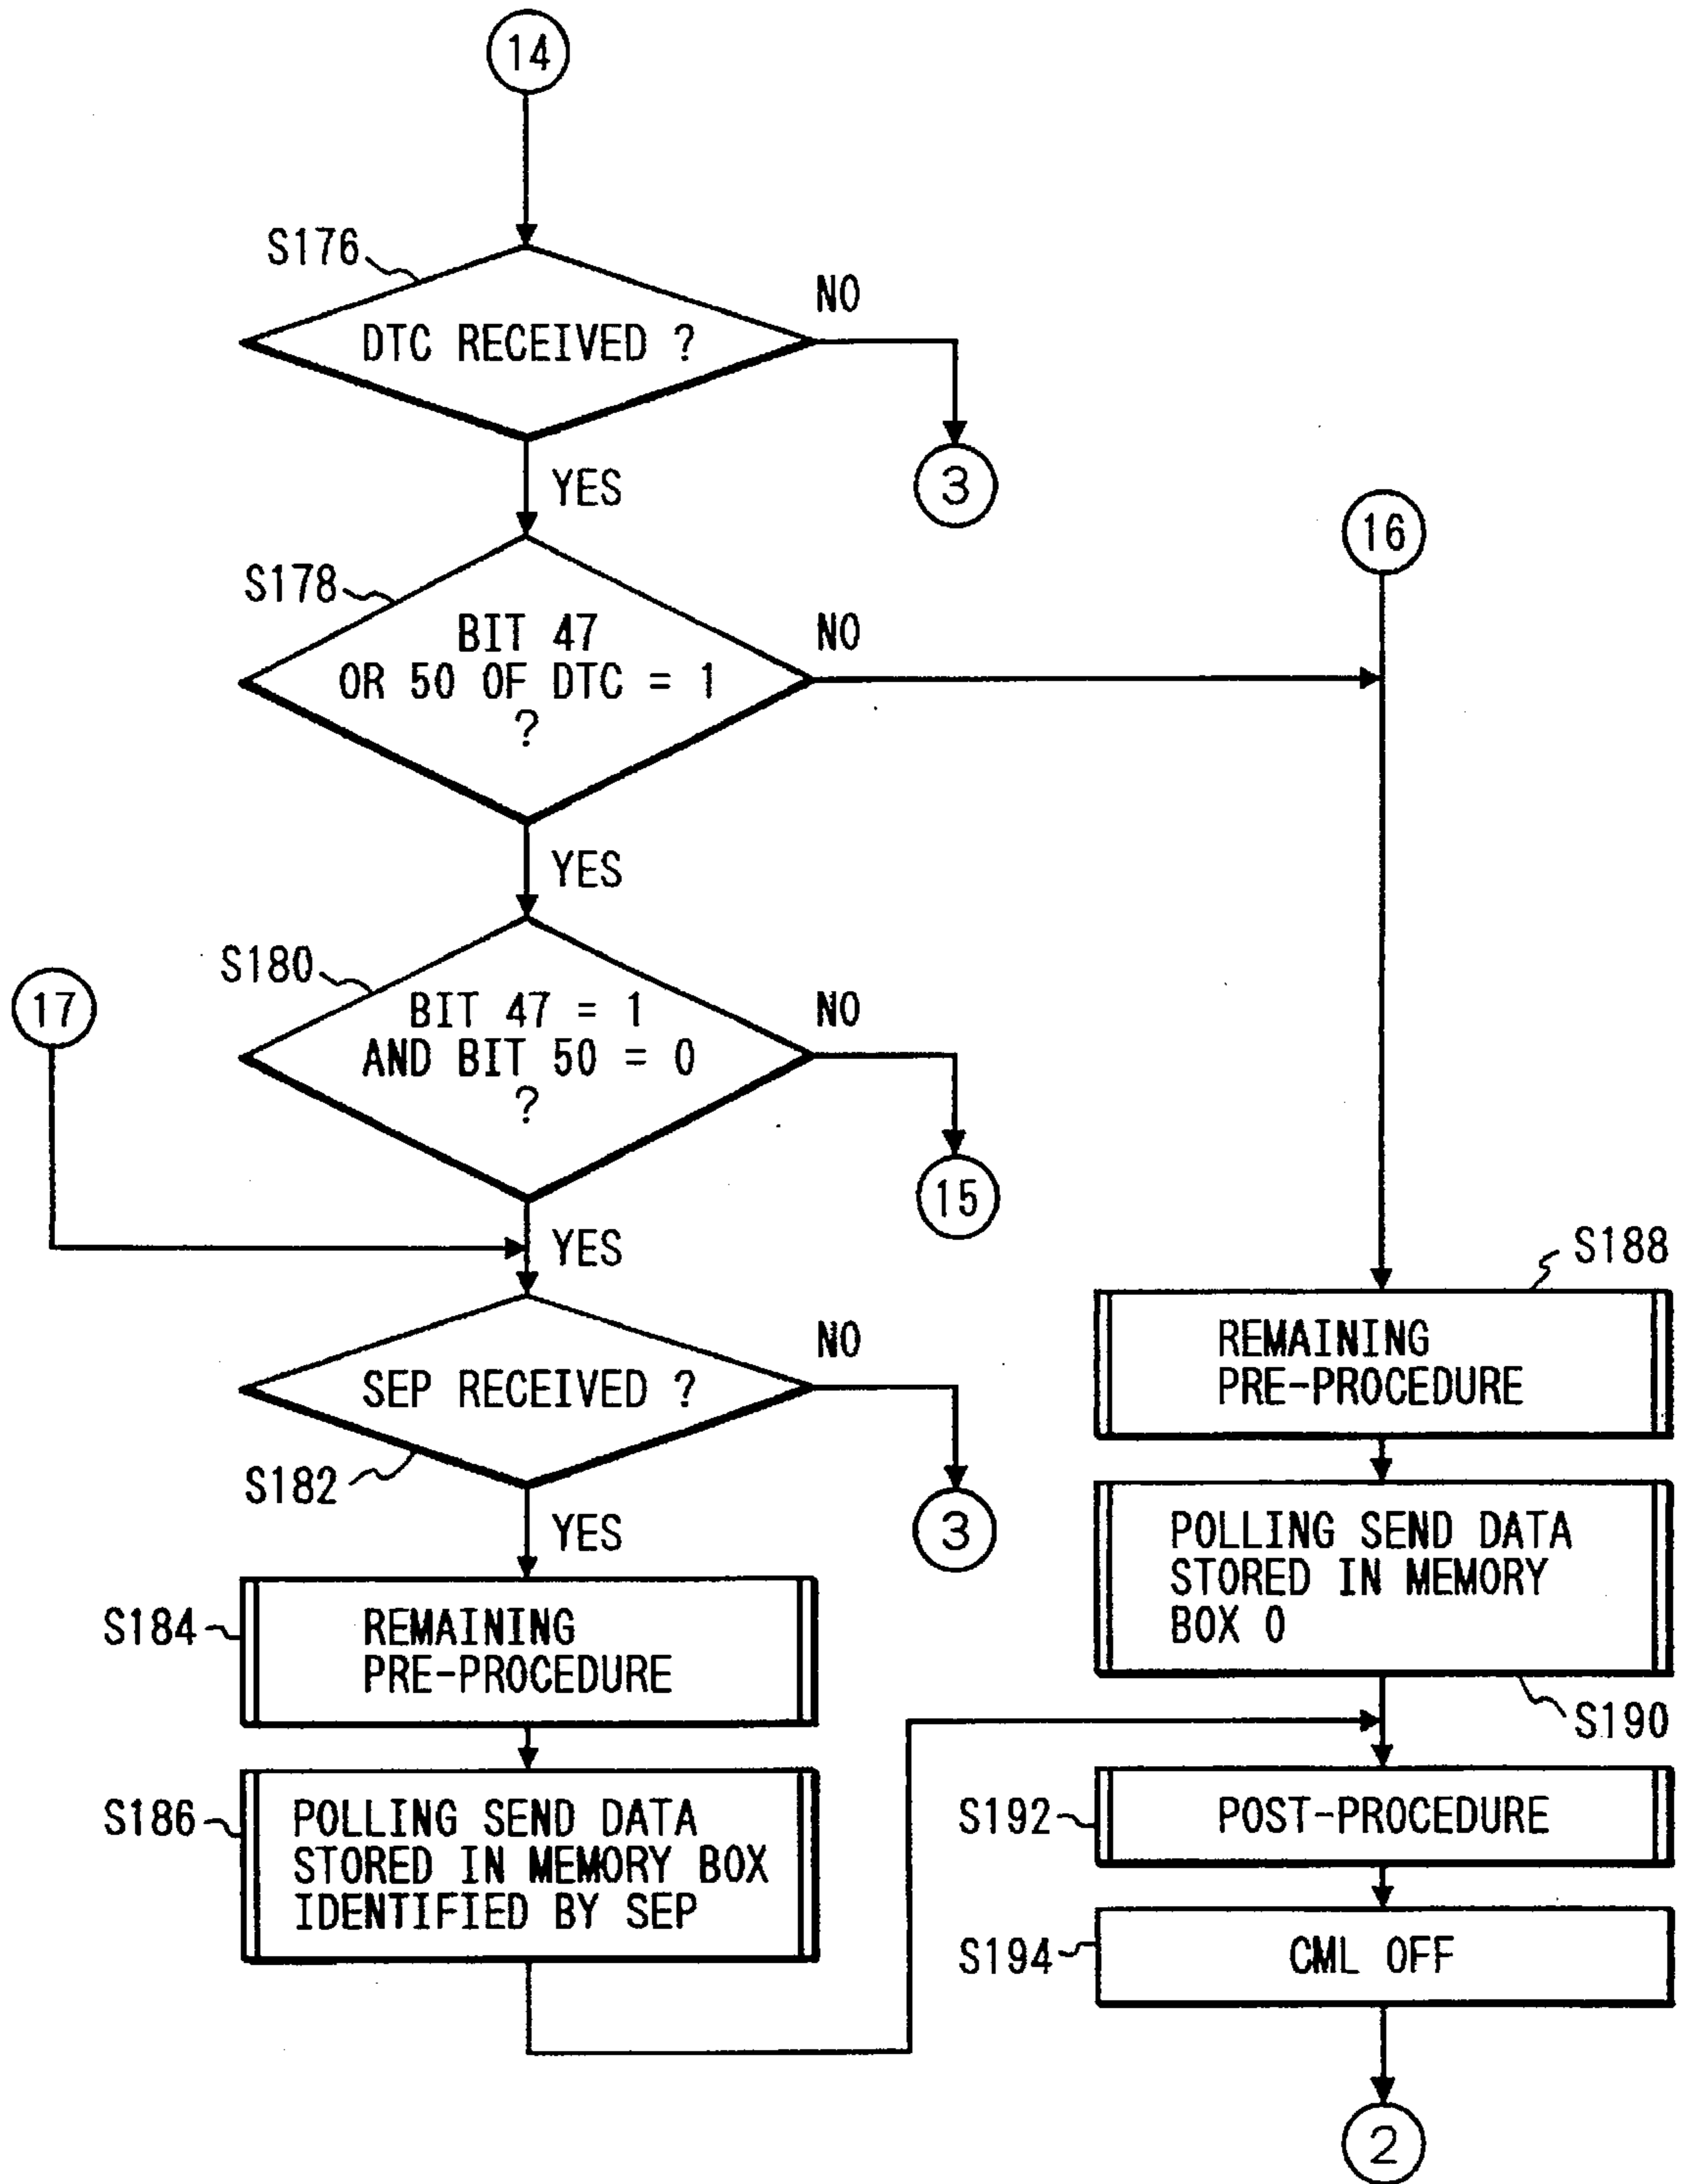 14
S176
DTC RECEIVED ?
NO
3
YES
16
S178
BIT 47
OR 50 OF DTC = 1
?
NO
YES
17
S180
BIT 47 = 1
AND BIT 50 = 0
?
NO
15
YES
SEP RECEIVED ?
NO
S182
3
YES
S184
REMAINING
PRE-PROCEDURE
S186
POLLING SEND DATA
STORED IN MEMORY BOX
IDENTIFIED BY SEP
S188
REMAINING
PRE-PROCEDURE
POLLING SEND DATA
STORED IN MEMORY
BOX 0
S190
S192
POST-PROCEDURE
S194
CML OFF
2